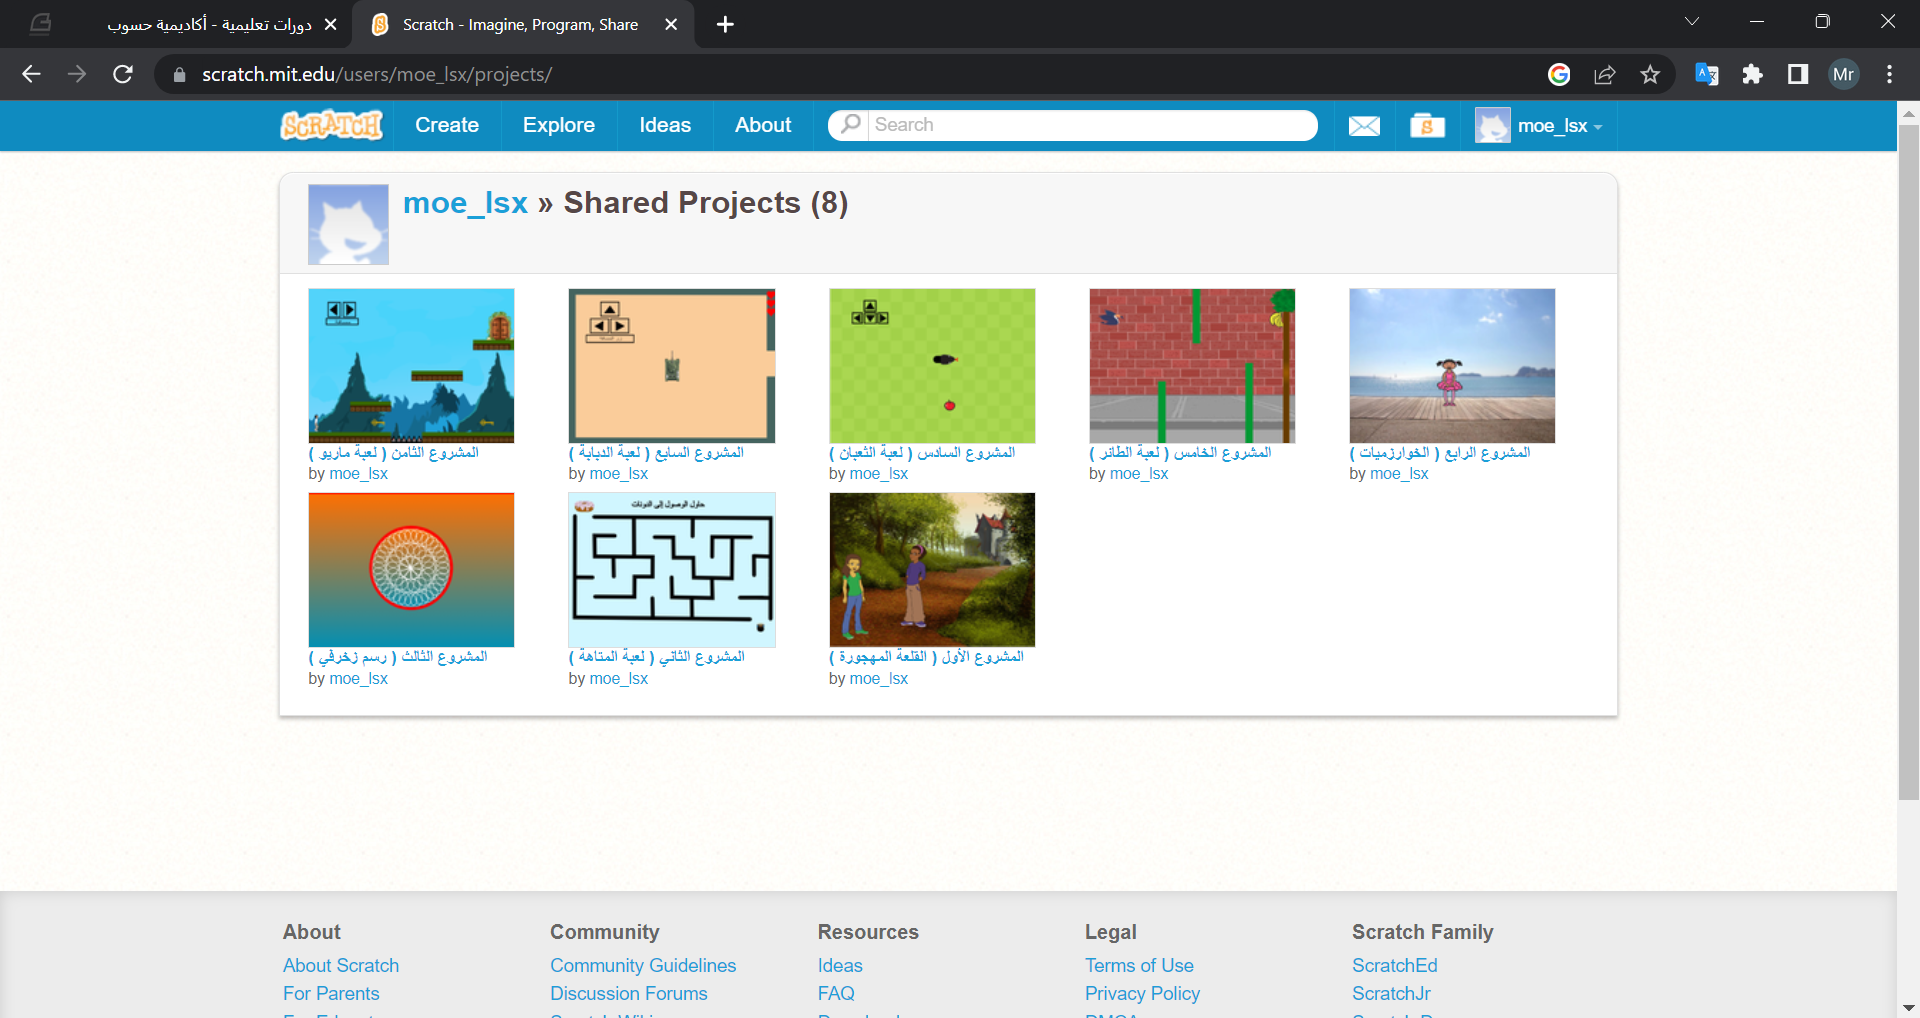 دورات تعليمية - أكاديمية حسوب
Scratch - Imagine, Program, Share
scratch.mit.edu/users/moe_lsx/projects/
Mr
SCRATCH
Create
Explore
Ideas
About
Search
moe_lsx
moe_lsx » Shared Projects (8)
المشروع الثامن ( لعبة ماريو )
by moe_lsx
المشروع السابع ( لعبة الدبابة )
by moe_lsx
المشروع السادس ( لعبة الثعبان )
by moe_lsx
المشروع الخامس ( لعبة الطائر )
by moe_lsx
المشروع الرابع ( الخوارزميات )
by moe_lsx
حاول الوصول إلى الدونات
المشروع الثالث ( رسم زخرفي )
by moe_lsx
المشروع الثاني ( لعبة المتاهة )
by moe_lsx
المشروع الأول ( القلعة المهجورة )
by moe_lsx
About
About Scratch
For Parents
Community
Community Guidelines
Discussion Forums
Resources
Ideas
FAQ
Legal
Terms of Use
Privacy Policy
Scratch Family
ScratchEd
ScratchJr